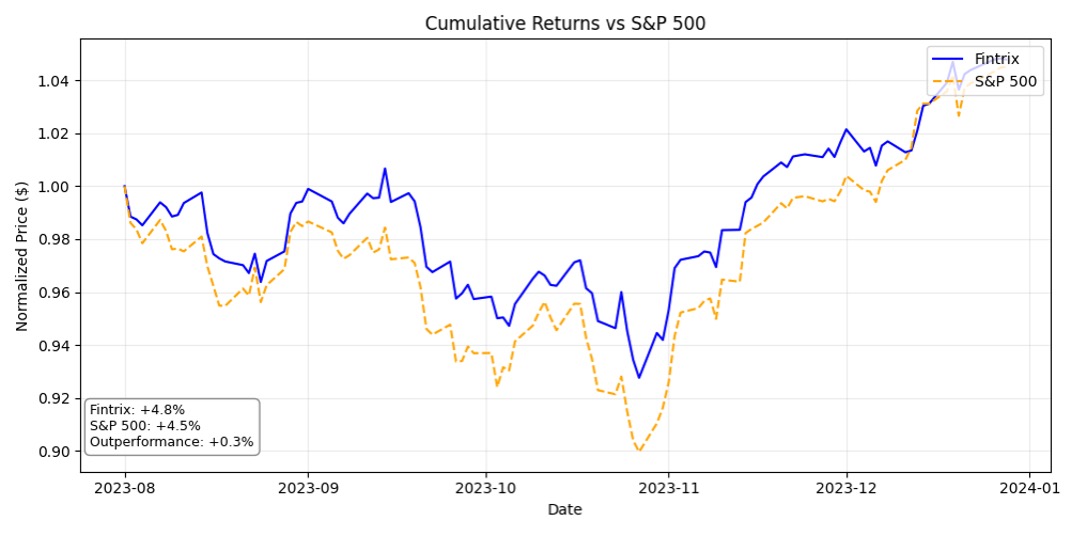 Cumulative Returns vs S&P 500
Normalized Price ($)
1.04
1.02
1.00
0.98
0.96
0.94
0.92
0.90
Fintrix
S&P 500
Fintrix: +4.8%
S&P 500: +4.5%
Outperformance: +0.3%
2023-08 2023-09 2023-10 2023-11 2023-12 2024-01
Date